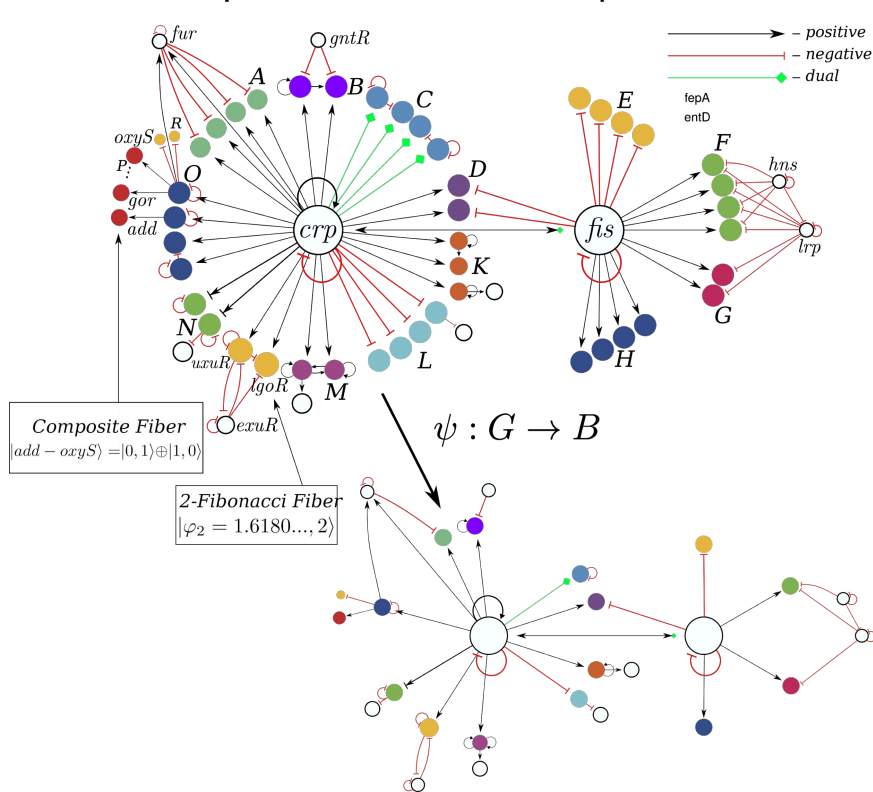 fur
gntR
– positive
– negative
– dual
A
B
C
fepA
entD
E
F
R
oxyS
P
O
D
hns
gor
add
crp
fis
lrp
K
G
N
L
H
uxuR
lgoR
M
exuR
Composite Fiber
|add − oxyS⟩ =|0, 1⟩⊕|1, 0⟩
ψ : G → B
2-Fibonacci Fiber
|φ₂ = 1.6180..., 2⟩